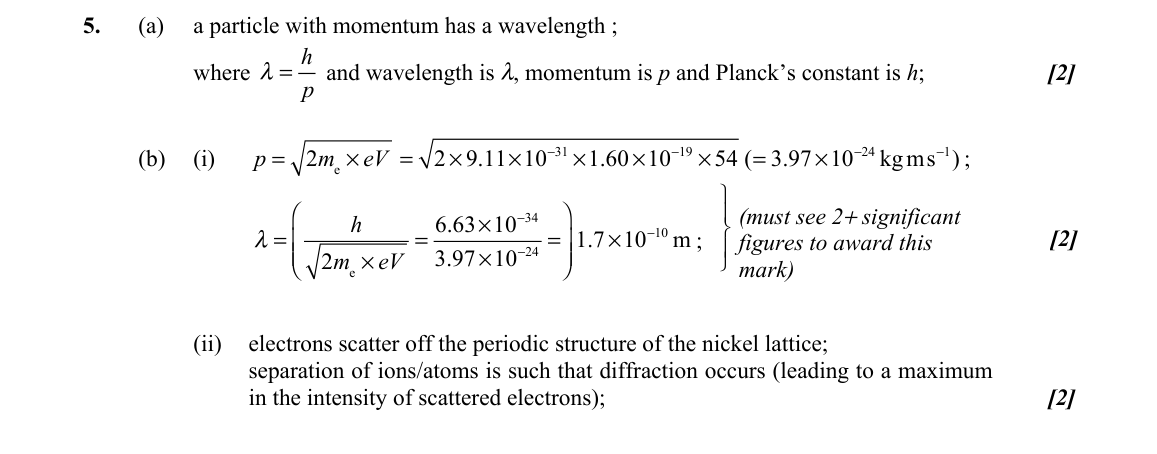 5. (a) a particle with momentum has a wavelength ;
where λ = h/p and wavelength is λ, momentum is p and Planck’s constant is h; [2]
(b) (i) p = √(2mₑ × eV) = √(2×9.11×10⁻³¹ ×1.60×10⁻¹⁹ ×54) (= 3.97×10⁻²⁴ kg m s⁻¹) ;
λ = ( h/√(2mₑ × eV) = 6.63×10⁻³⁴/3.97×10⁻²⁴ = ) 1.7×10⁻¹⁰ m ; } (must see 2+ significant
figures to award this [2]
mark)
(ii) electrons scatter off the periodic structure of the nickel lattice;
separation of ions/atoms is such that diffraction occurs (leading to a maximum
in the intensity of scattered electrons); [2]